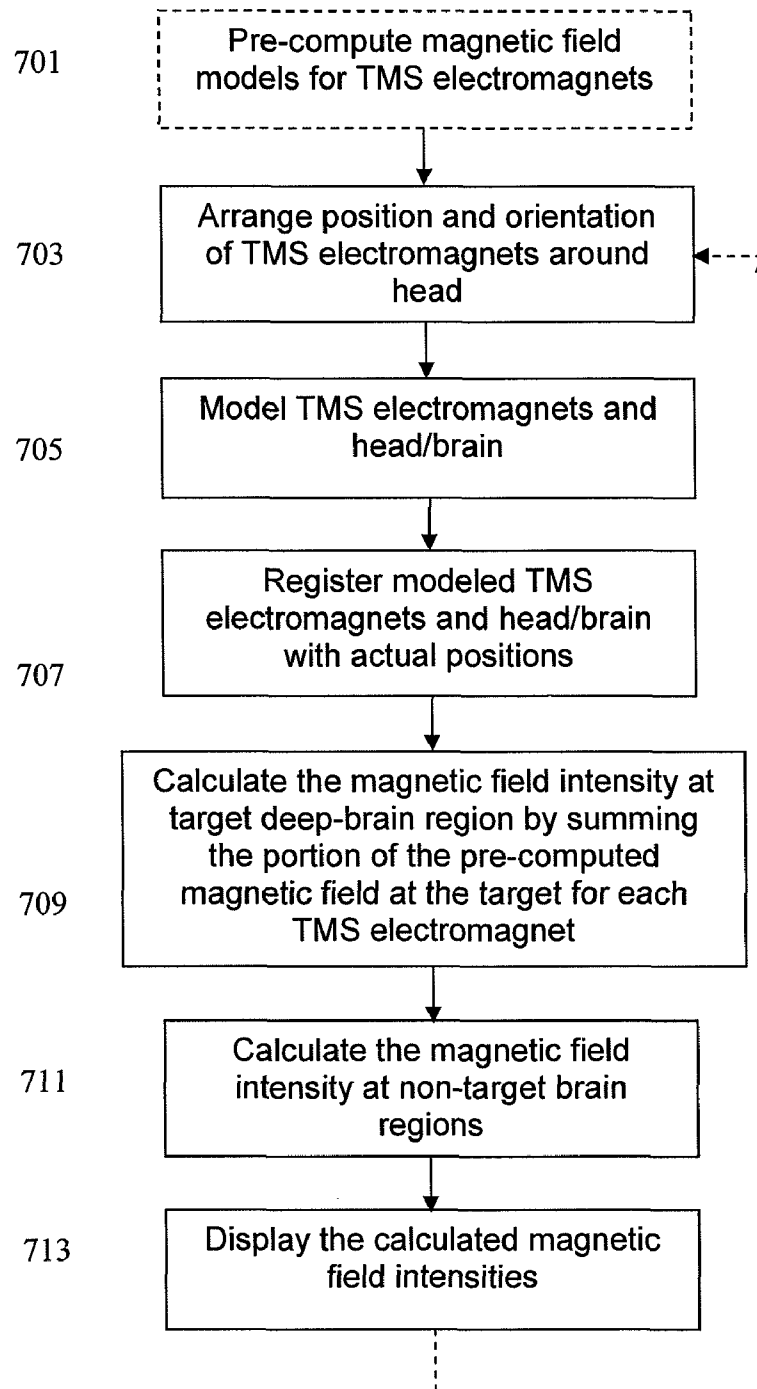 701
Pre-compute magnetic field
models for TMS electromagnets
703
Arrange position and orientation
of TMS electromagnets around
head
705
Model TMS electromagnets and
head/brain
707
Register modeled TMS
electromagnets and head/brain
with actual positions
709
Calculate the magnetic field intensity at
target deep-brain region by summing
the portion of the pre-computed
magnetic field at the target for each
TMS electromagnet
711
Calculate the magnetic field
intensity at non-target brain
regions
713
Display the calculated magnetic
field intensities